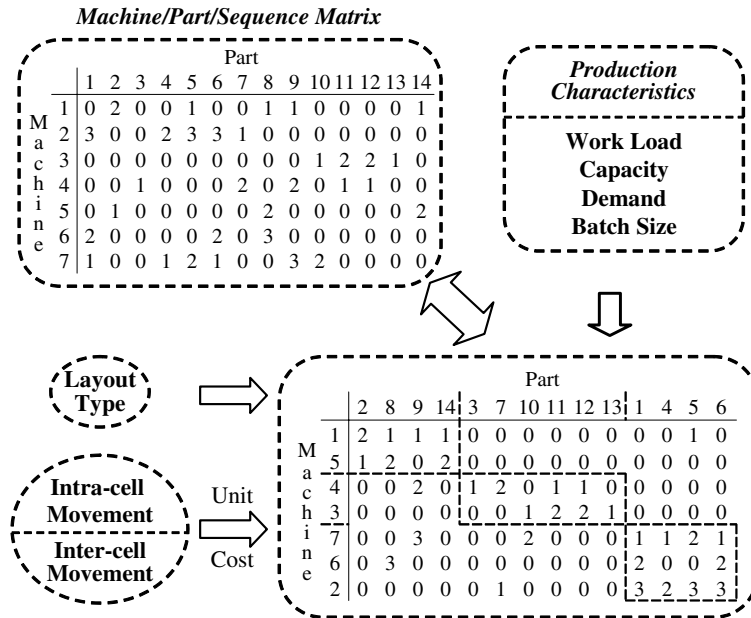 Machine/Part/Sequence Matrix
Part
1 2 3 4 5 6 7 8 9 10 11 12 13 14
Machine
1 0 2 0 0 1 0 0 1 1 0 0 0 0 1
2 3 0 0 2 3 3 1 0 0 0 0 0 0 0
3 0 0 0 0 0 0 0 0 0 1 2 2 1 0
4 0 0 1 0 0 0 2 0 2 0 1 1 0 0
5 0 1 0 0 0 0 0 2 0 0 0 0 0 2
6 2 0 0 0 0 2 0 3 0 0 0 0 0
7 1 0 0 1 2 1 0 0 3 2 0 0 0 0
Production
Characteristics
Work Load
Capacity
Demand
Batch Size
Layout
Type
Intra-cell
Movement
Inter-cell
Movement
Unit
Cost
Part
2 8 9 14 3 7 10 11 12 13 1 4 5 6
Machine
1 2 1 1 1 0 0 0 0 0 0 0 0 1 0
5 1 2 0 2 0 0 0 0 0 0 0 0 0 0
4 0 0 2 0 1 2 0 1 1 0 0 0 0 0
3 0 0 0 0 0 0 1 2 2 1 0 0 0 0
7 0 0 3 0 0 0 2 0 0 0 1 1 2 1
6 0 3 0 0 0 0 0 0 0 0 2 0 0 2
2 0 0 0 0 0 1 0 0 0 0 3 2 3 3